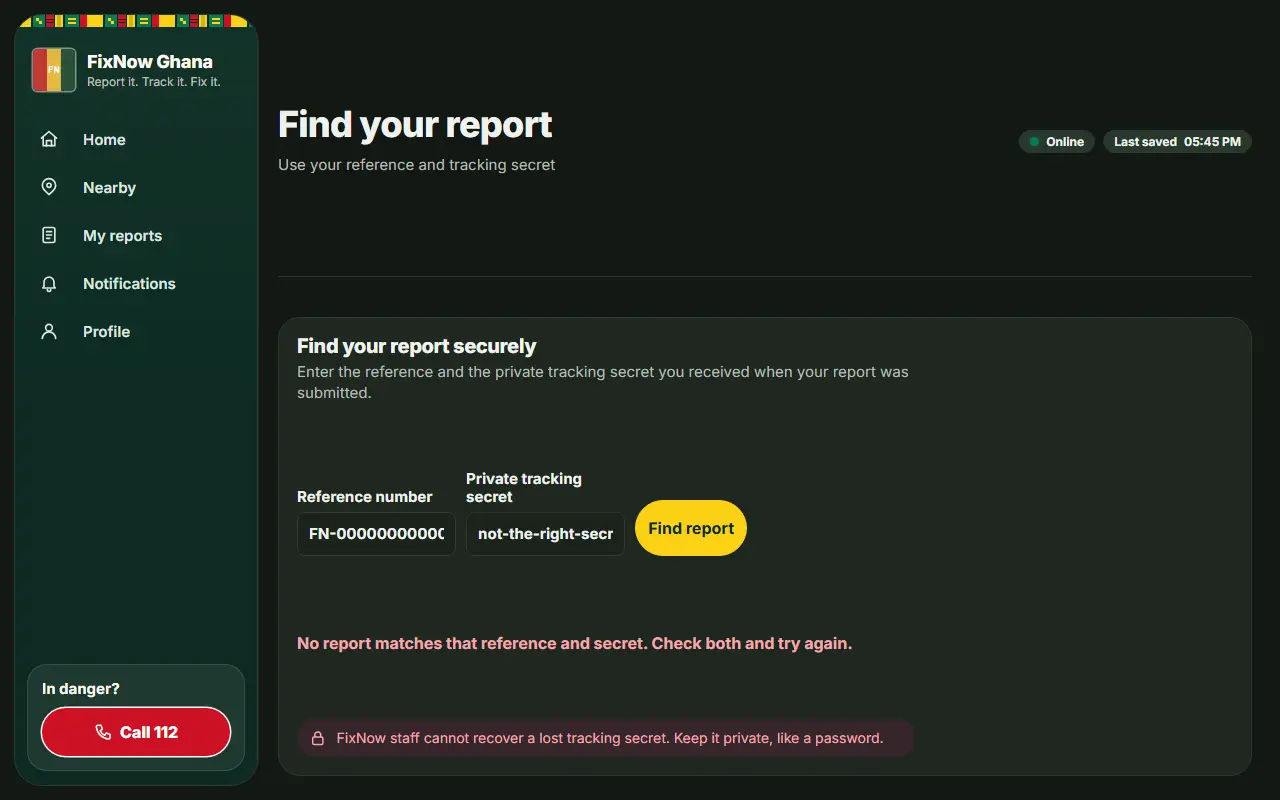 FN
FixNow Ghana
Report it. Track it. Fix it.
Home
Nearby
My reports
Notifications
Profile
In danger?
Call 112
Find your report
Use your reference and tracking secret
Online
Last saved 05:45 PM
Find your report securely
Enter the reference and the private tracking secret you received when your report was
submitted.
Reference number
FN-00000000000
Private tracking
secret
not-the-right-secr
Find report
No report matches that reference and secret. Check both and try again.
FixNow staff cannot recover a lost tracking secret. Keep it private, like a password.